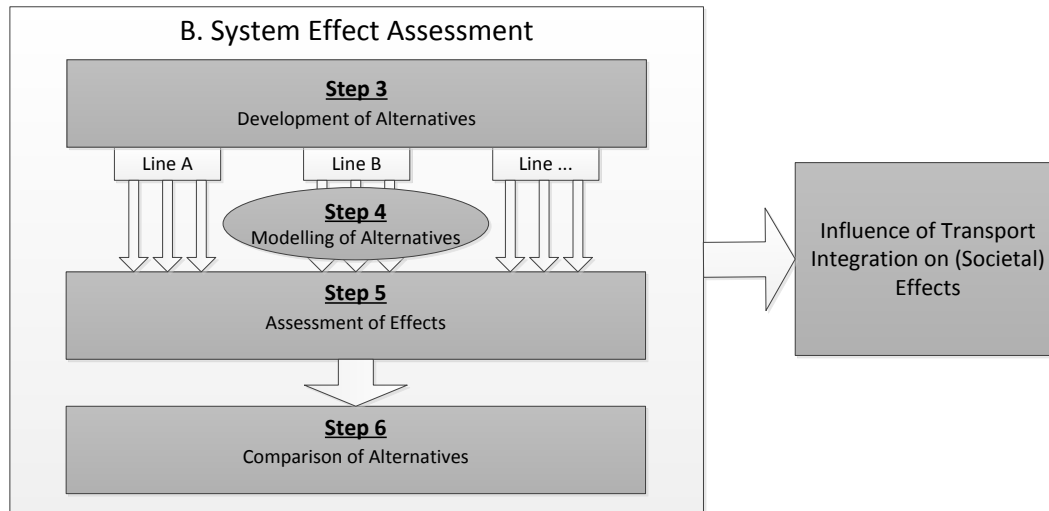 B. System Effect Assessment
Step 3
Development of Alternatives
Line A
Line B
Line ...
Step 4
Modelling of Alternatives
Step 5
Assessment of Effects
Step 6
Comparison of Alternatives
Influence of Transport
Integration on (Societal)
Effects